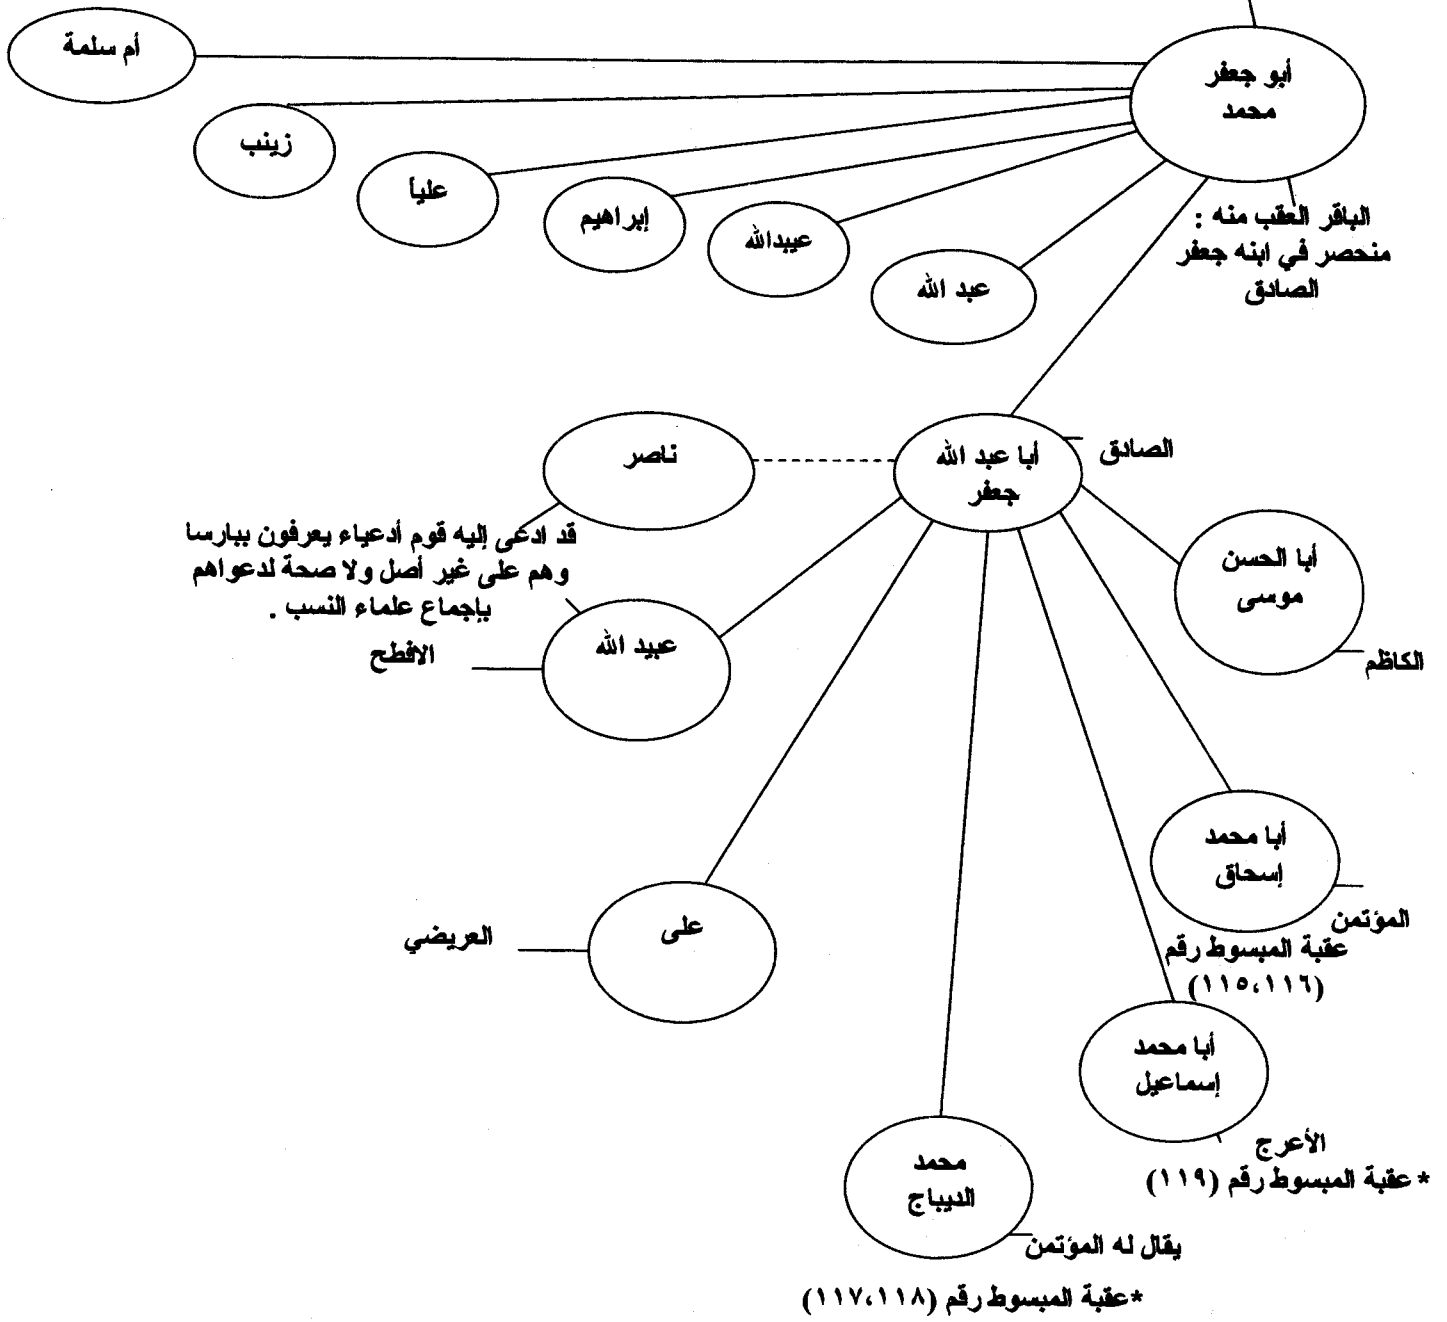 أبو جعفر
محمد
أم سلمة
زينب
علياً
إبراهيم
عيبدالله
عبد الله
الباقر العقب منه :
منحصر في ابنه جعفر
الصادق
أبا عبد الله
جعفر
الصادق
ناصر
قد ادعى إليه قوم أدعياء يعرفون ببارسا
وهم على غير أصل ولا صحة لدعواهم
بإجماع علماء النسب .
أبا الحسن
موسى
الكاظم
عبيد الله
الافطح
أبا محمد
إسحاق
المؤتمن
عقبة المبسوط رقم
(١١٥،١١٦)
على
العريضي
أبا محمد
إسماعيل
الأعرج
* عقبة المبسوط رقم (١١٩)
محمد
الديباج
يقال له المؤتمن
*عقبة المبسوط رقم (١١٧،١١٨)